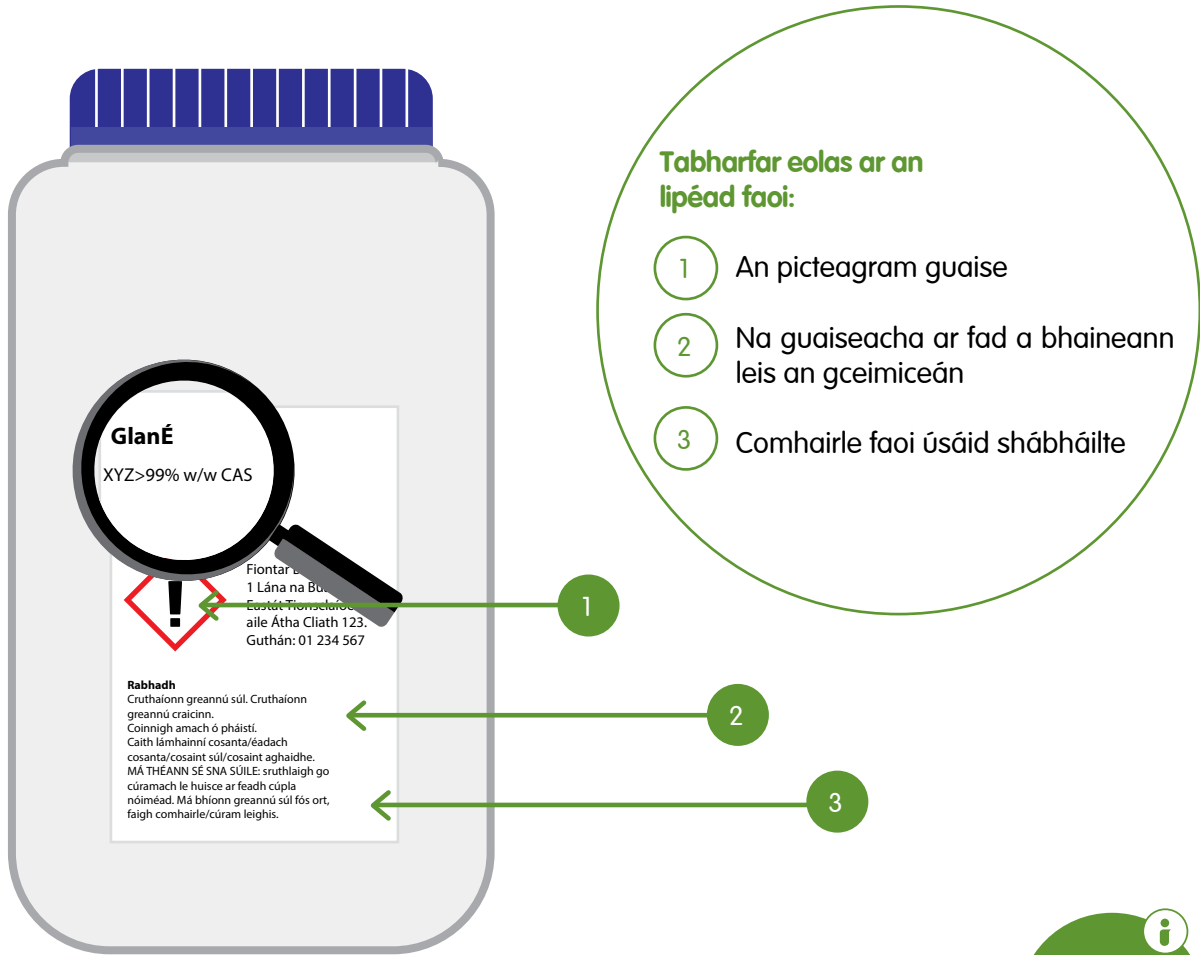 Tabharfar eolas ar an
lipéad faoi:
1 An picteagram guaise
2 Na guaiseacha ar fad a bhaineann
leis an gceimiceán
3 Comhairle faoi úsáid shábháilte
GlanÉ
XYZ>99% w/w CAS
!
Fiontar
1 Lána na
Eastát
aile Átha Cliath 123.
Guthán: 01 234 567
Rabhadh
Cruthaíonn greannú súl. Cruthaíonn
greannú craicinn.
Coinnigh amach ó pháistí.
Caith lámhainní cosanta/éadach
cosanta/cosaint súl/cosaint aghaidhe.
MÁ THÉANN SÉ SNA SÚILE: sruthlaigh go
cúramach le huisce ar feadh cúpla
nóiméad. Má bhíonn greannú súl fós ort,
faigh comhairle/cúram leighis.
1
2
3
i